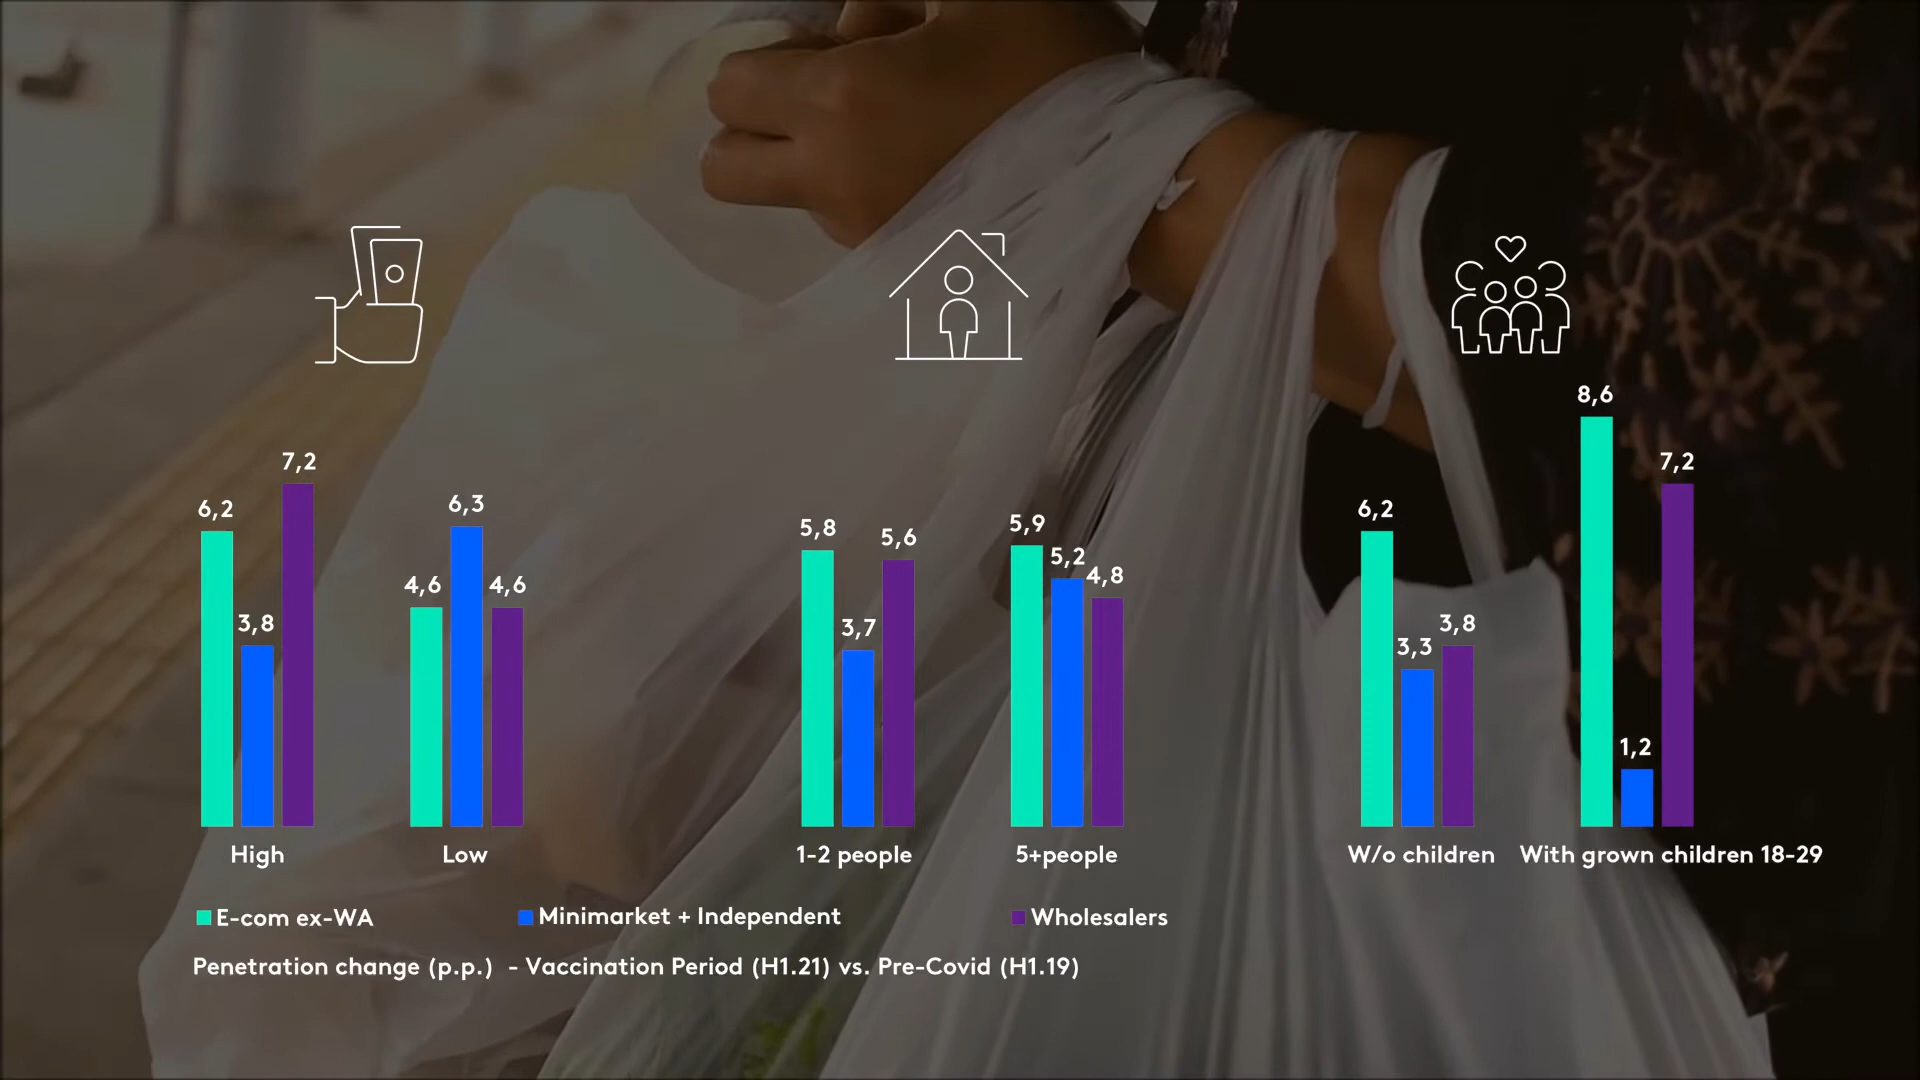 8,6
7,2
7,2
6,2
6,3
5,8
5,6
5,9
5,2
4,8
6,2
4,6
4,6
3,8
3,7
3,3
3,8
1,2
High
Low
1-2 people
5+people
W/o children
With grown children 18-29
E-com ex-WA
Minimarket + Independent
Wholesalers
Penetration change (p.p.) - Vaccination Period (H1.21) vs. Pre-Covid (H1.19)